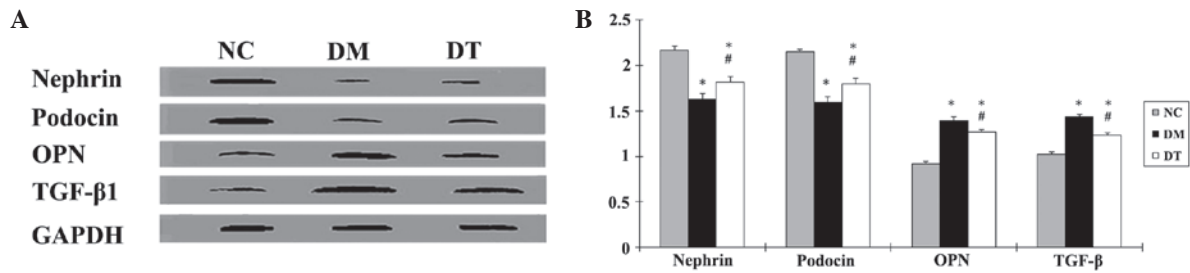 A
NC DM DT
Nephrin
Podocin
OPN
TGF-β1
GAPDH
B
2.5
2
1.5
1
0.5
0
* * # * * # * * # * * #
Nephrin Podocin OPN TGF-β
NC
DM
DT